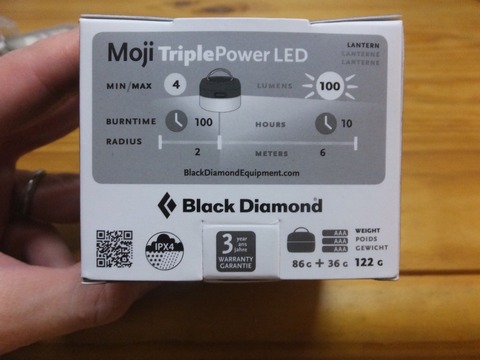 Moji TriplePower LED
LANTERN
LANTERNE
LANTERNE
MIN/MAX 4 LUMENS 100
BURNTIME 100 HOURS 10
RADIUS 2 METERS 6
BlackDiamondEquipment.com
Black Diamond
IPX4
3 year ans Jahre
WARRANTY
GARANTIE
AAA
AAA
AAA
WEIGHT
POIDS
GEWICHT
86 G + 36 G 122 G